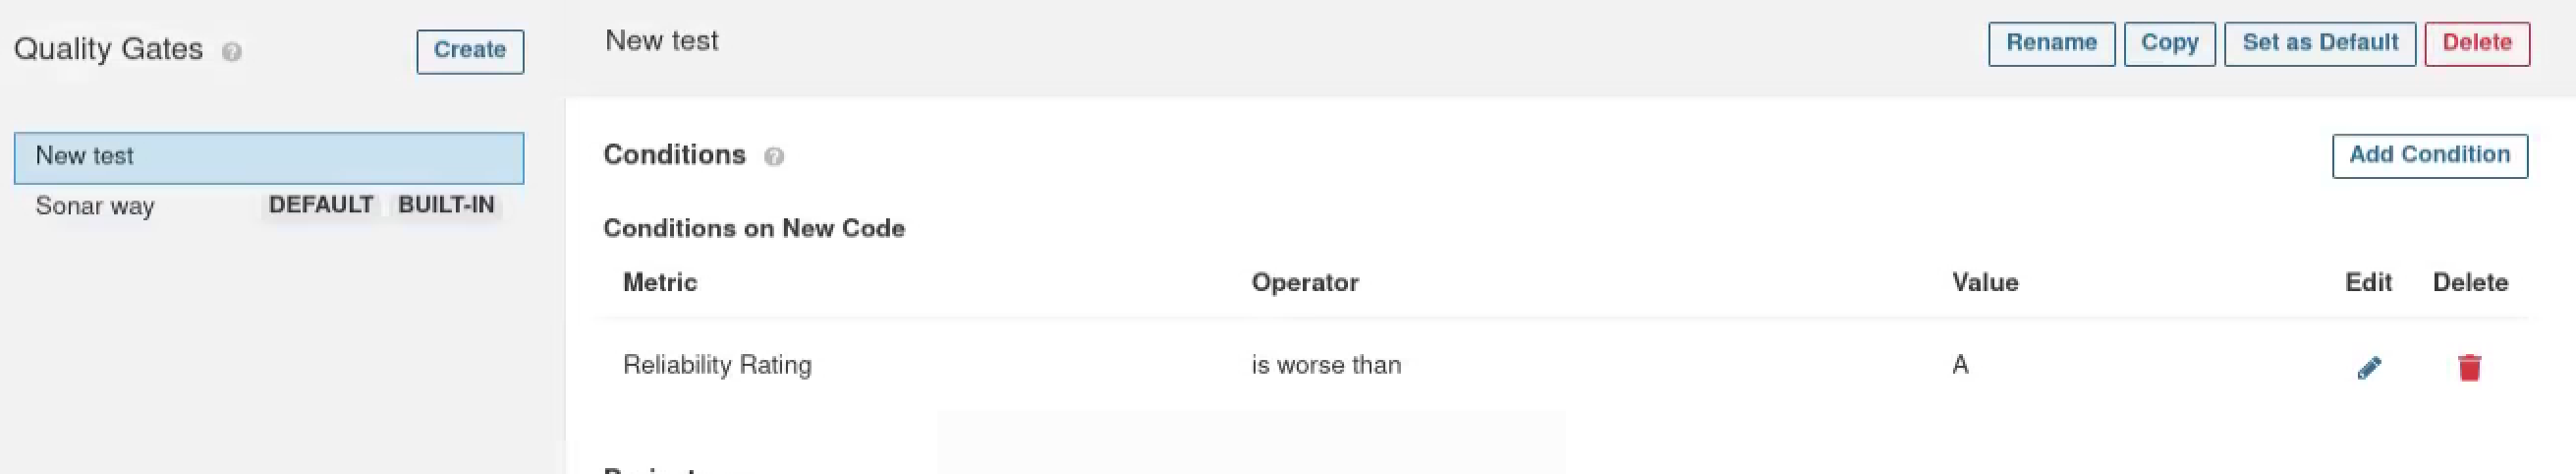 Quality Gates ?
Create
New test
Sonar way DEFAULT BUILT-IN
New test
Rename Copy Set as Default Delete
Conditions ?
Add Condition
Conditions on New Code
Metric Operator Value Edit Delete
Reliability Rating is worse than A